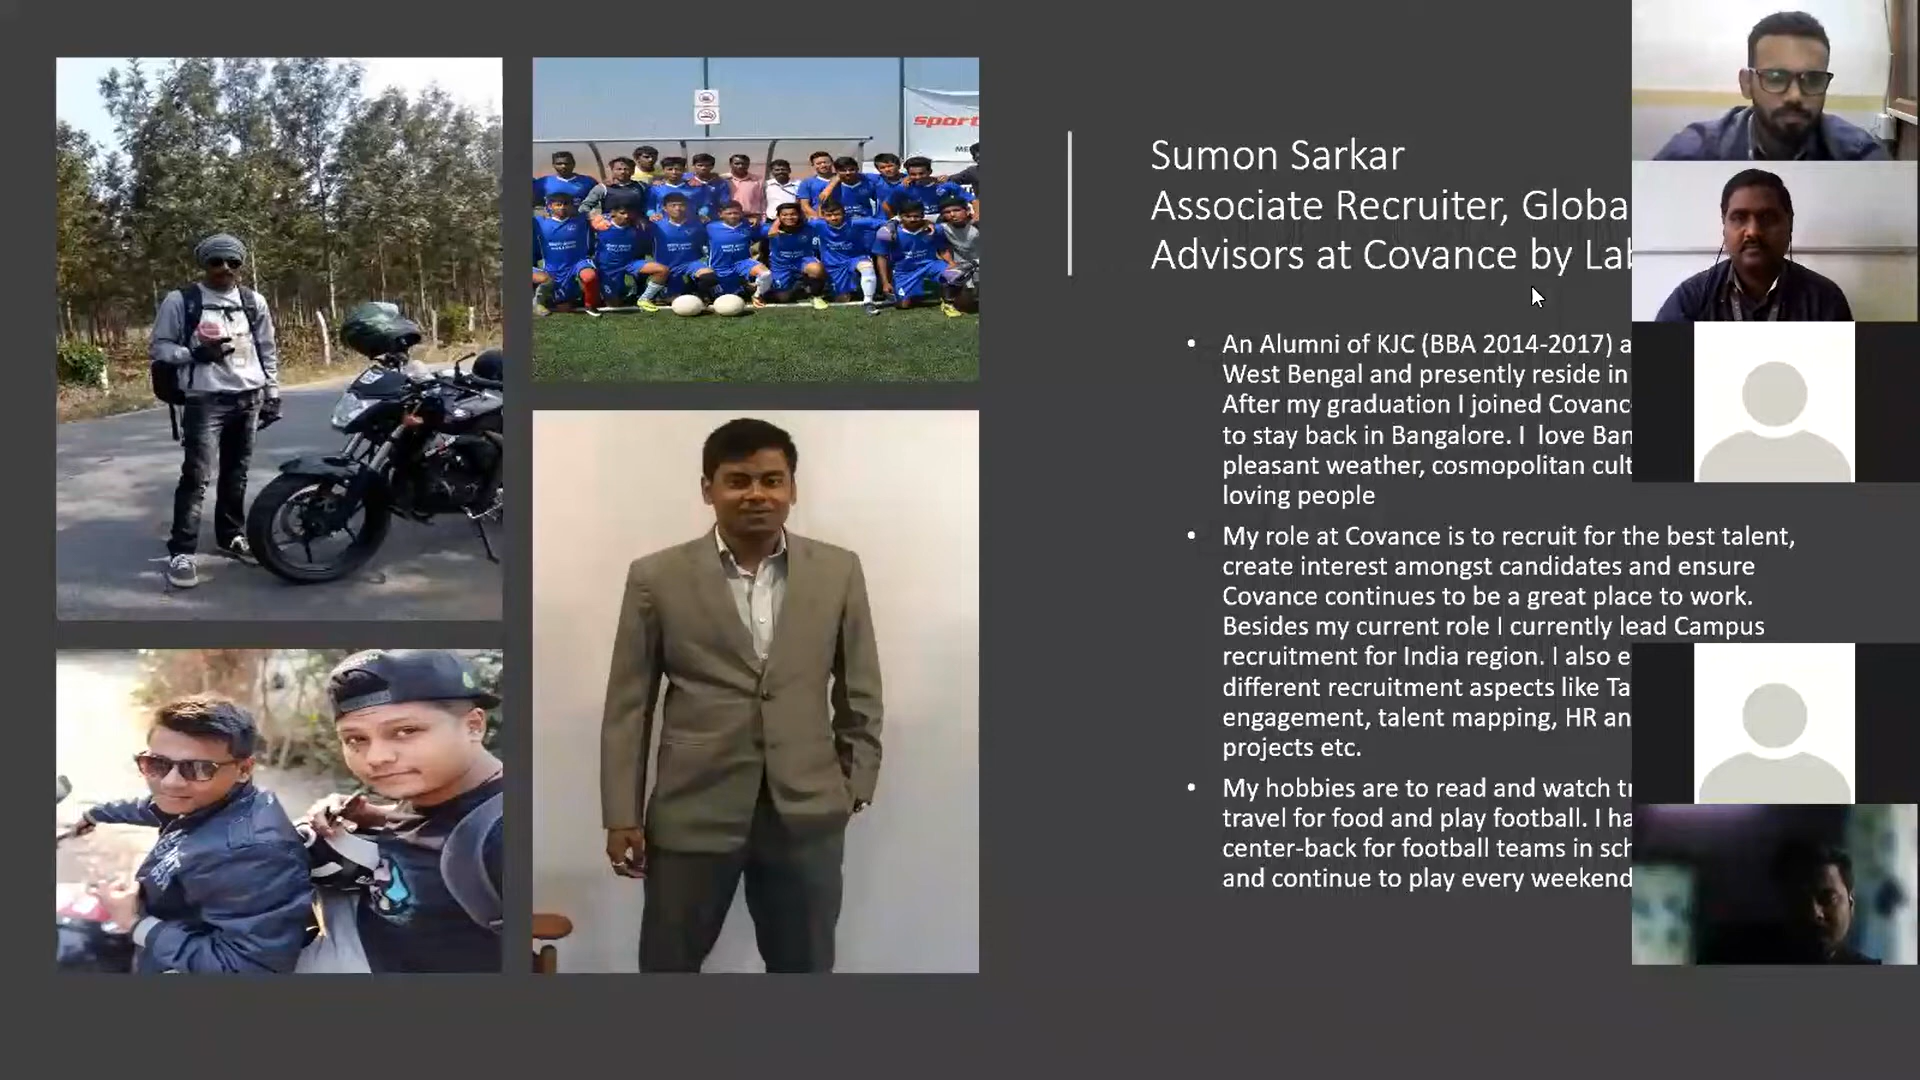 sport
Sumon Sarkar
Associate Recruiter, Globa
Advisors at Covance by Lab
• An Alumni of KJC (BBA 2014-2017) a
West Bengal and presently reside in
After my graduation I joined Covanc
to stay back in Bangalore. I love Ban
pleasant weather, cosmopolitan cult
loving people
• My role at Covance is to recruit for the best talent,
create interest amongst candidates and ensure
Covance continues to be a great place to work.
Besides my current role I currently lead Campus
recruitment for India region. I also e
different recruitment aspects like Ta
engagement, talent mapping, HR an
projects etc.
• My hobbies are to read and watch tr
travel for food and play football. I ha
center-back for football teams in sch
and continue to play every weekend